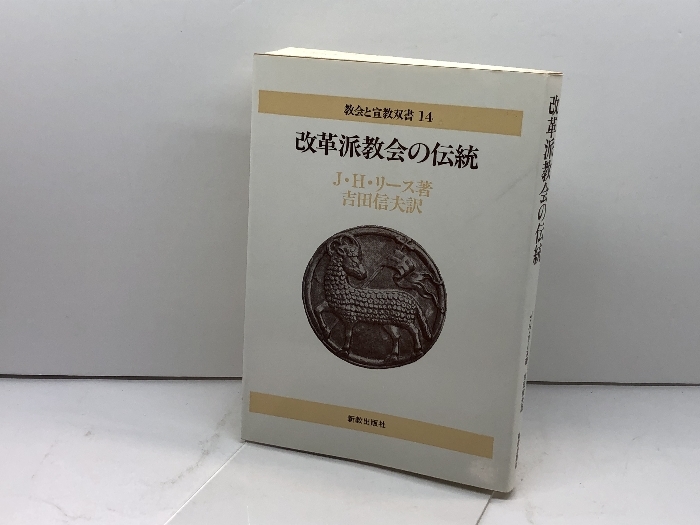 教会と宣教双書 14
改革派教会の伝統
J・H・リース著
吉田信夫訳
新教出版社
改革派教会の伝統